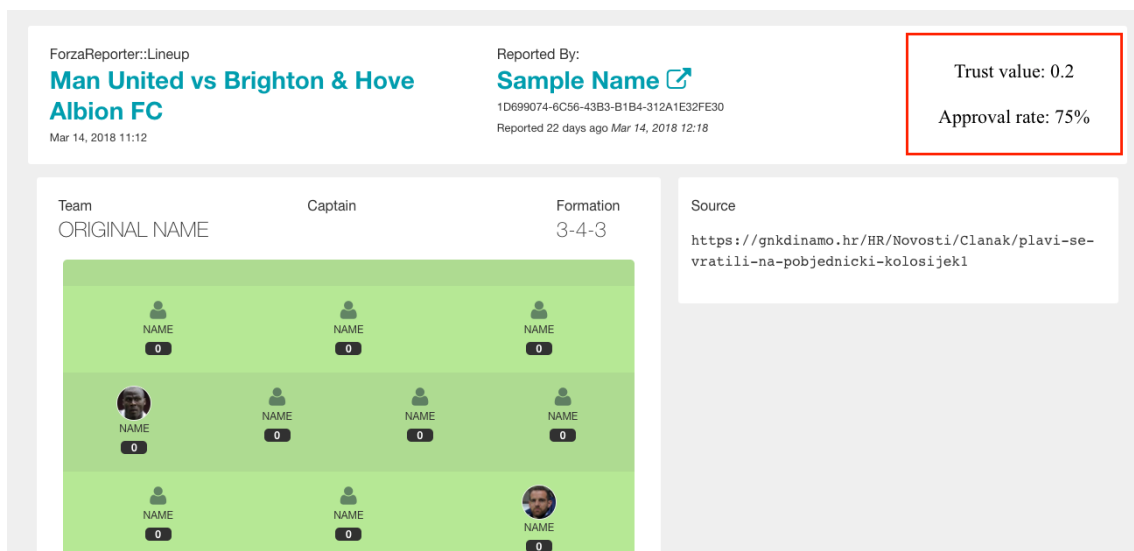 ForzaReporter::Lineup
Man United vs Brighton & Hove
Albion FC
Mar 14, 2018 11:12
Reported By:
Sample Name
1D699074-6C56-43B3-B1B4-312A1E32FE30
Reported 22 days ago Mar 14, 2018 12:18
Trust value: 0.2
Approval rate: 75%
Team
ORIGINAL NAME
Captain
Formation
3-4-3
NAME NAME NAME
0 0 0
NAME NAME NAME NAME
0 0 0 0
NAME NAME NAME
0 0 0
Source
https://gnkdinamo.hr/HR/Novosti/Clanak/plavi-se-
vratili-na-pobjednicki-kolosijek1